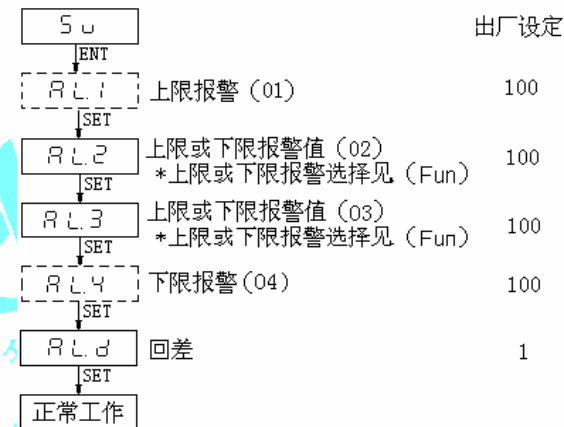 Su
出厂设定
ENT
AL.1 上限报警（01） 100
SET
AL.2 上限或下限报警值（02） 100
*上限或下限报警选择见（Fun）
SET
AL.3 上限或下限报警值（03） 100
*上限或下限报警选择见（Fun）
SET
AL.4 下限报警(04) 100
SET
AL.d 回差 1
SET
正常工作